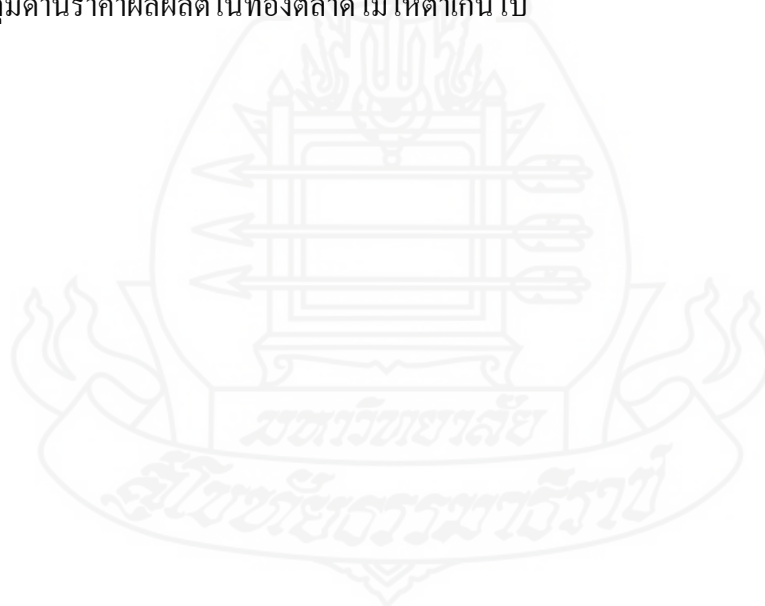 ด้านราคาผลผลิตในท้องตลาดไม่ให้ต่ำเกินไป
มหาวิทยาลัย
สุโขทัยธรรมาธิราช